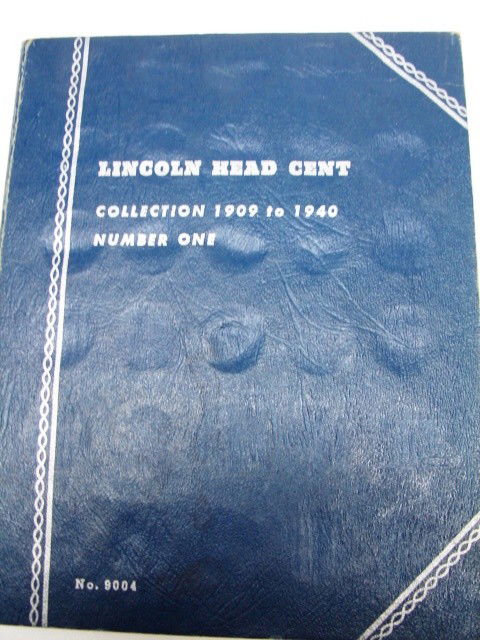 LINCOLN HEAD CENT
COLLECTION 1909 to 1940
NUMBER ONE
No. 9004